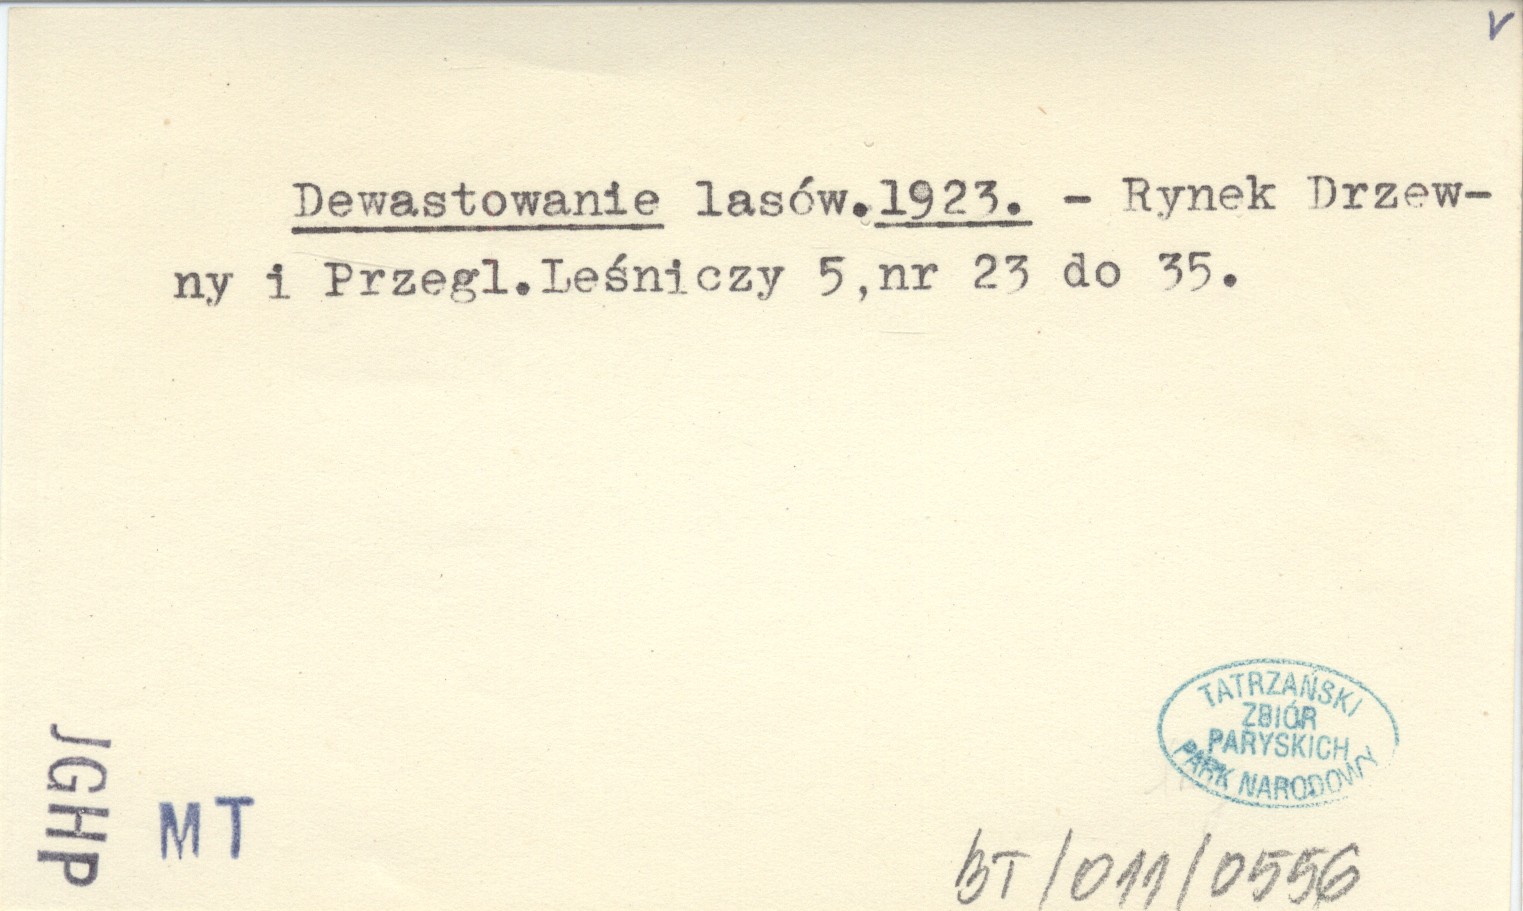 v
Dewastowanie lasów.1923. - Rynek Drzew-
ny i Przegl.Leśniczy 5,nr 23 do 35.
TATRZAŃSKI
ZBIÓR
PARYSKICH
PARK NARODOWY
JGHP
MT
BT/011/0556